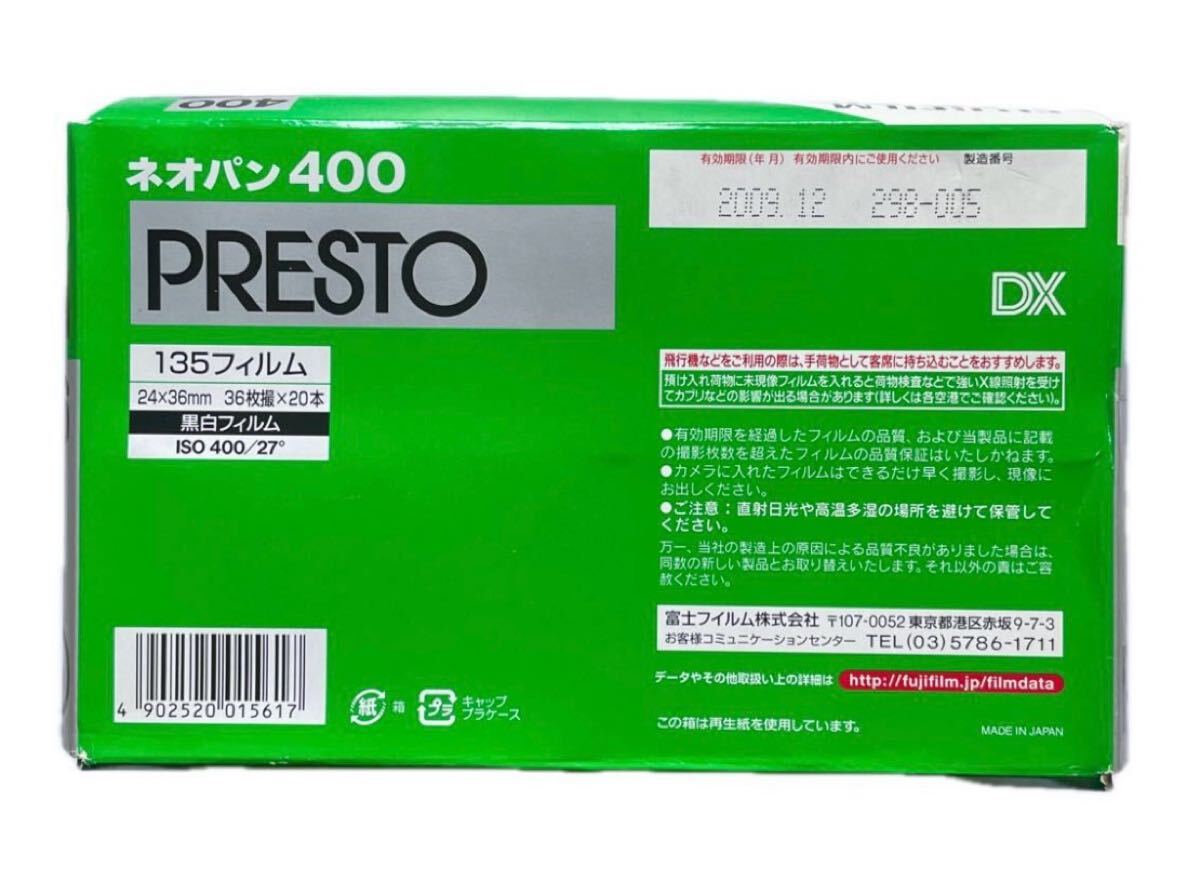 400
FUJIFILM
ネオパン400
PRESTO
135フィルム
24×36mm 36枚撮×20本
黒白フィルム
ISO 400/27°
有効期限(年月) 有効期限内にご使用ください 製造番号
2009.12 298-005
DX
飛行機などをご利用の際は、手荷物として客席に持ち込むことをおすすめします。
預け入れ荷物に未現像フィルムを入れると荷物検査などで強いX線照射を受け
てカブリなどの影響が出る場合があります(詳しくは各空港でご確認ください)。
●有効期限を経過したフィルムの品質、および当製品に記載
の撮影枚数を超えたフィルムの品質保証はいたしかねます。
●カメラに入れたフィルムはできるだけ早く撮影し、現像に
お出しください。
●ご注意：直射日光や高温多湿の場所を避けて保管して
ください。
万一、当社の製造上の原因による品質不良がありました場合は、
同数の新しい製品とお取り替えいたします。それ以外の責はご容
赦ください。
富士フイルム株式会社 〒107-0052 東京都港区赤坂9-7-3
お客様コミュニケーションセンター TEL(03)5786-1711
データやその他取扱い上の詳細は http://fujifilm.jp/filmdata
この箱は再生紙を使用しています。
MADE IN JAPAN
4 902520 015617
紙 箱
プラ キャップ
プラケース